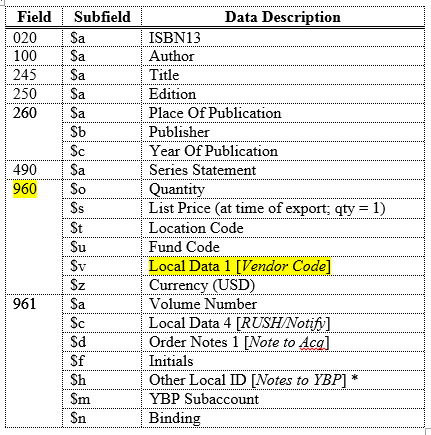 Field Subfield Data Description
020 $a ISBN13
100 $a Author
245 $a Title
250 $a Edition
260 $a Place Of Publication
$b Publisher
$c Year Of Publication
490 $a Series Statement
960 $o Quantity
$s List Price (at time of export; qty = 1)
$t Location Code
$u Fund Code
$v Local Data 1 [Vendor Code]
$z Currency (USD)
961 $a Volume Number
$c Local Data 4 [RUSH/Notify]
$d Order Notes 1 [Note to Acq]
$f Initials
$h Other Local ID [Notes to YBP] *
$m YBP Subaccount
$n Binding